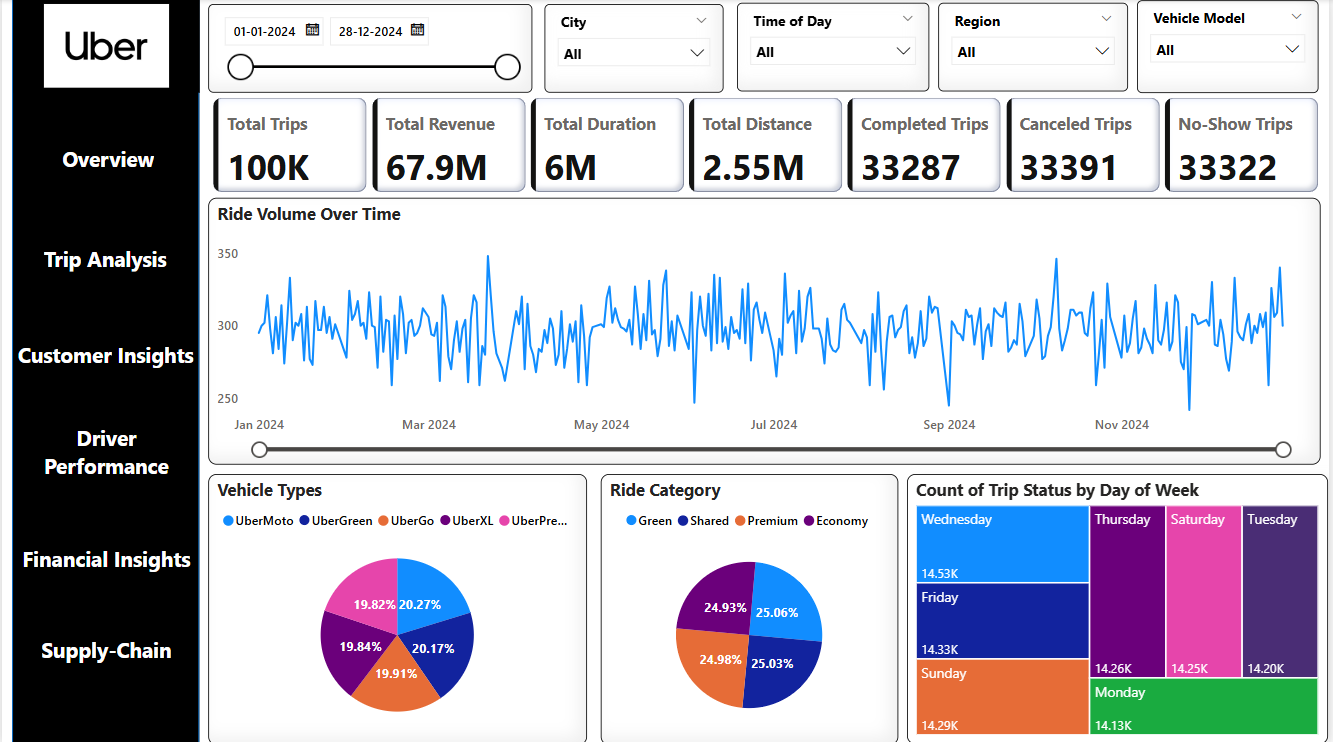 Uber
01-01-2024
28-12-2024
City
All
Time of Day
All
Region
All
Vehicle Model
All
Overview
Trip Analysis
Customer Insights
Driver
Performance
Financial Insights
Supply-Chain
Total Trips
100K
Total Revenue
67.9M
Total Duration
6M
Total Distance
2.55M
Completed Trips
33287
Canceled Trips
33391
No-Show Trips
33322
Ride Volume Over Time
350
300
250
Jan 2024
Mar 2024
May 2024
Jul 2024
Sep 2024
Nov 2024
Vehicle Types
UberMoto UberGreen UberGo UberXL UberPre...
19.82%
20.27%
19.84%
20.17%
19.91%
Ride Category
Green Shared Premium Economy
24.93%
25.06%
24.98%
25.03%
Count of Trip Status by Day of Week
Wednesday
14.53K
Friday
14.33K
Sunday
14.29K
Thursday
14.26K
Saturday
14.25K
Tuesday
14.20K
Monday
14.13K